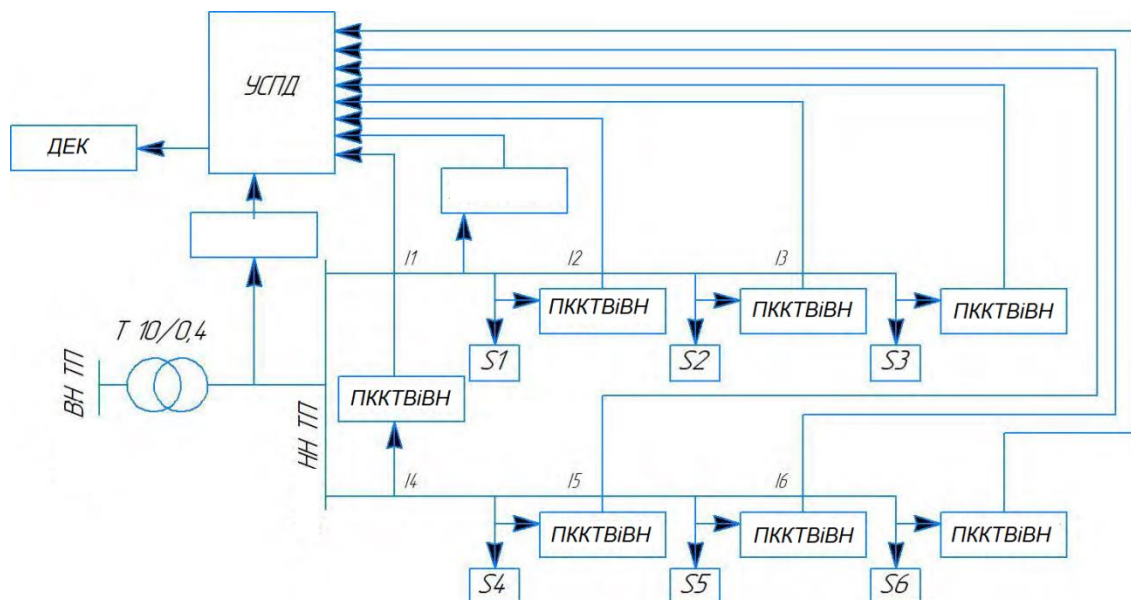 УСПД
ДЕК
l1
l2
l3
ПККТВіВН
ПККТВіВН
ПККТВіВН
Т 10/0,4
S1
S2
S3
ВН ТП
ПККТВіВН
НН ТП
l4
l5
l6
ПККТВіВН
ПККТВіВН
ПККТВіВН
S4
S5
S6